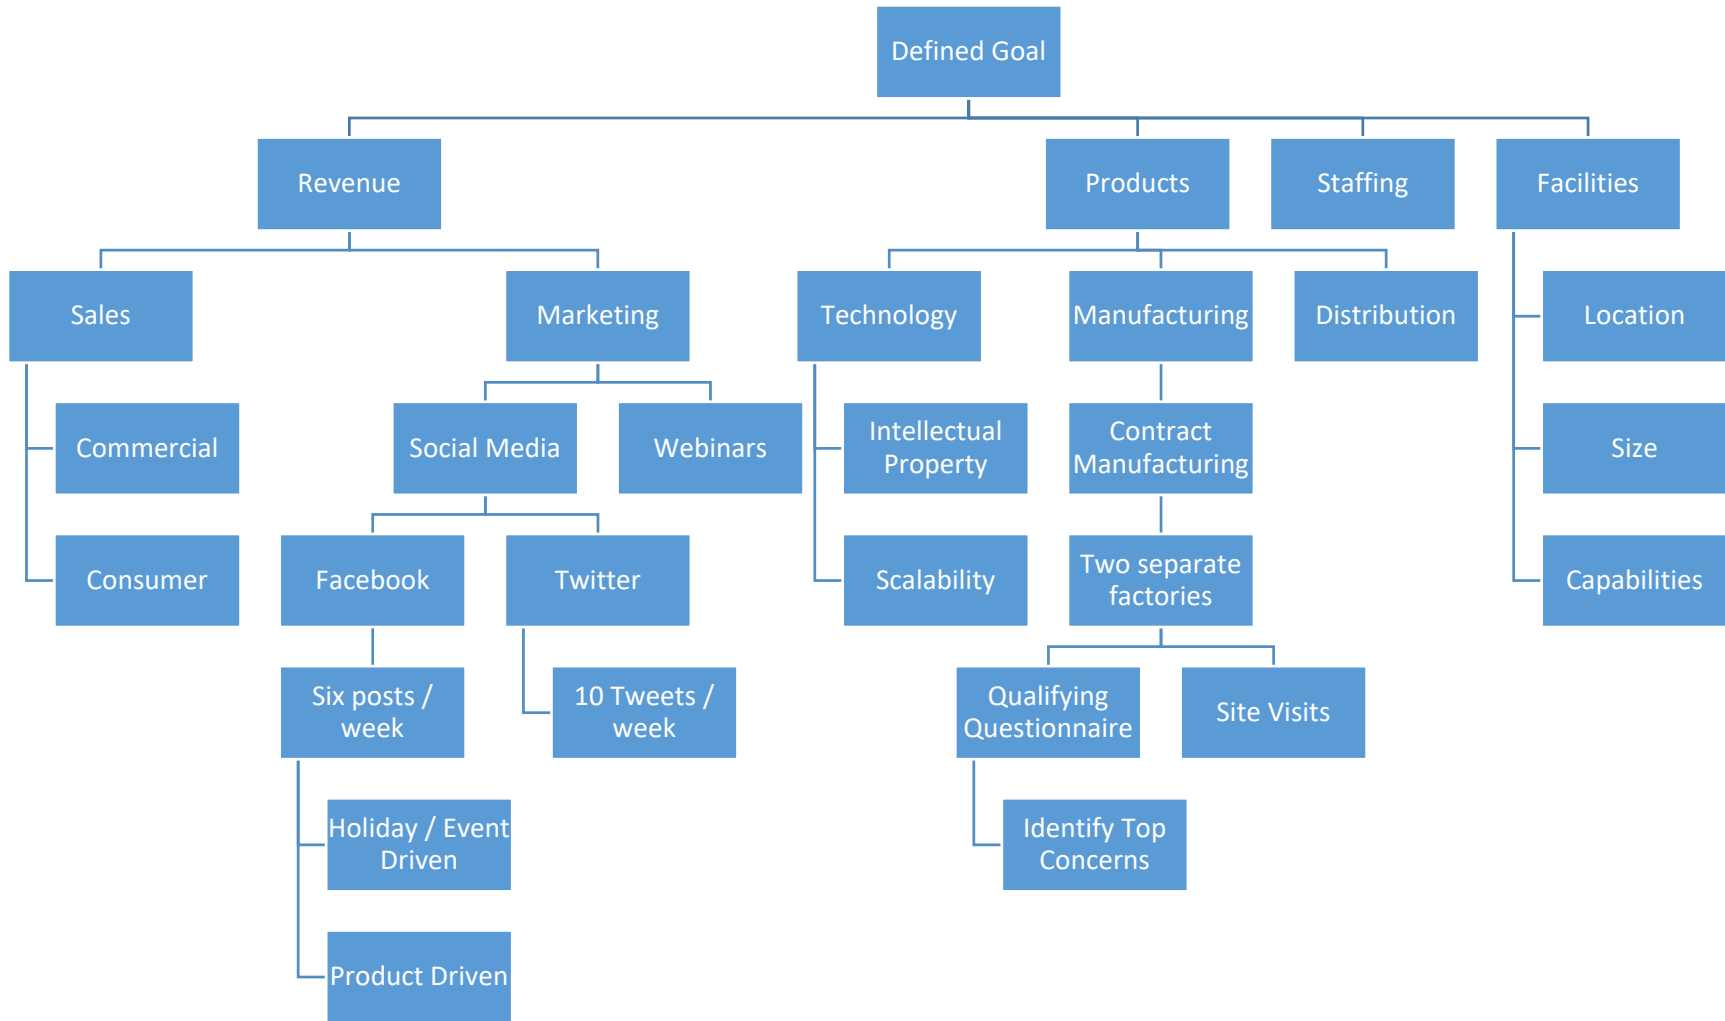 Defined Goal
Revenue
Products
Staffing
Facilities
Sales
Marketing
Technology
Manufacturing
Distribution
Location
Commercial
Social Media
Webinars
Intellectual
Property
Contract
Manufacturing
Size
Consumer
Facebook
Twitter
Scalability
Two separate
factories
Capabilities
Six posts /
week
10 Tweets /
week
Qualifying
Questionnaire
Site Visits
Holiday / Event
Driven
Identify Top
Concerns
Product Driven